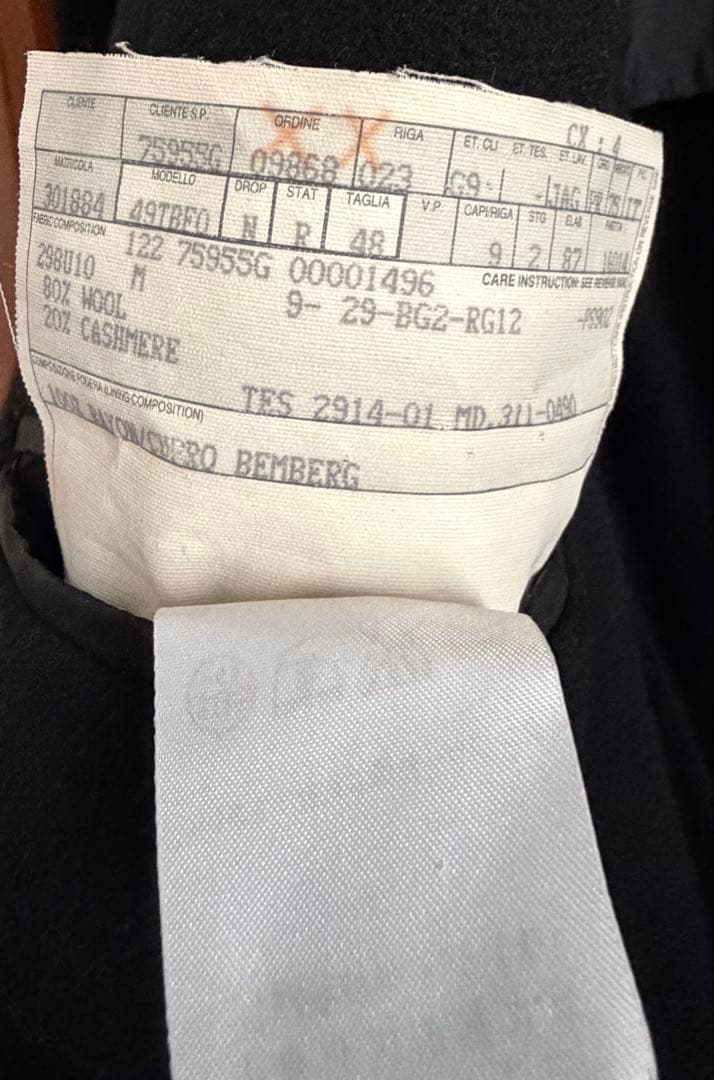 CX : 4
CLIENTE CLIENTE S.P. ORDINE RIGA ET. CLI ET. TES. ET. LAV.
75955G 09868 023 G9- JAG
MATRICOLA MODELLO DROP STAT TAGLIA V.P. CAPI/RIGA STG ELAB
301884 49TBFO N R 48 9 2 87
FABRIC COMPOSITION 122 75955G 00001496 CARE INSTRUCTION: SEE REVERSE
298U10 M 9- 29-BG2-RG12 -PS902
80% WOOL
20% CASHMERE
COMPOSIZIONE FODERA (LINING COMPOSITION) TES 2914-01 MD.311-0490
100% RAYON/CUPRO BEMBERG